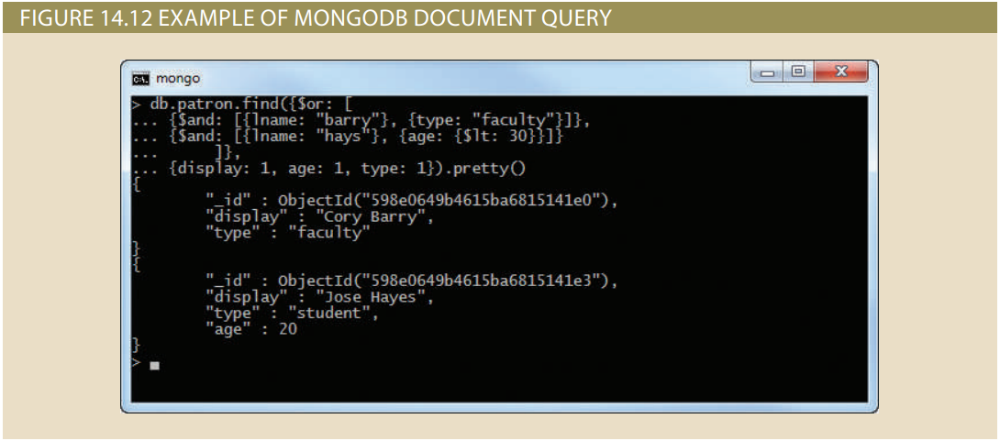 FIGURE 14.12 EXAMPLE OF MONGODB DOCUMENT QUERY
C:\. mongo
> db.patron.find({$or: [
... {$and: [{lname: "barry"}, {type: "faculty"}]},
... {$and: [{lname: "hays"}, {age: {$lt: 30}}]}
... ]},
... {display: 1, age: 1, type: 1}).pretty()
{
"_id" : ObjectId("598e0649b4615ba6815141e0"),
"display" : "Cory Barry",
"type" : "faculty"
}
{
"_id" : ObjectId("598e0649b4615ba6815141e3"),
"display" : "Jose Hayes",
"type" : "student",
"age" : 20
}
>